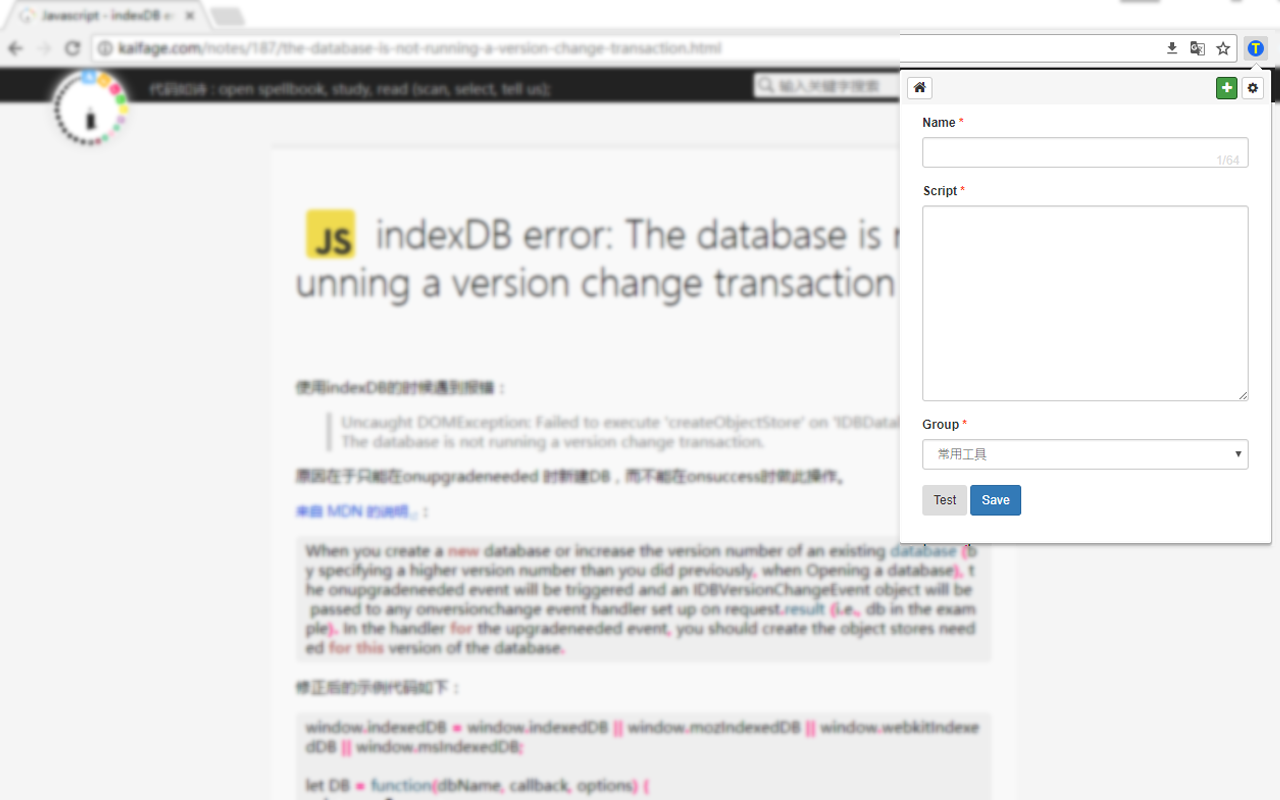 Javascript - indexDB er
kaifage.com/notes/187/the-database-is-not-running-a-version-change-transaction.html
T
代码如诗 : open spellbook, study, read (scan, select, tell us);
输入关键字搜索
Name *
1/64
Script *
Group *
常用工具
Test Save
JS indexDB error: The database is r
unning a version change transaction
使用indexDB的时候遇到报错：
Uncaught DOMException: Failed to execute 'createObjectStore' on 'IDBData
The database is not running a version change transaction.
原因在于只能在onupgradeneeded 时新建DB，而不能在onsuccess时做此操作。
来自 MDN 的说明：
When you create a new database or increase the version number of an existing database (b
y specifying a higher version number than you did previously, when Opening a database), t
he onupgradeneeded event will be triggered and an IDBVersionChangeEvent object will be
passed to any onversionchange event handler set up on request.result (i.e., db in the exam
ple). In the handler for the upgradeneeded event, you should create the object stores need
ed for this version of the database.
修正后的示例代码如下：
window.indexedDB = window.indexedDB || window.mozIndexedDB || window.webkitIndexe
dDB || window.msIndexedDB;
let DB = function(dbName, callback, options) {